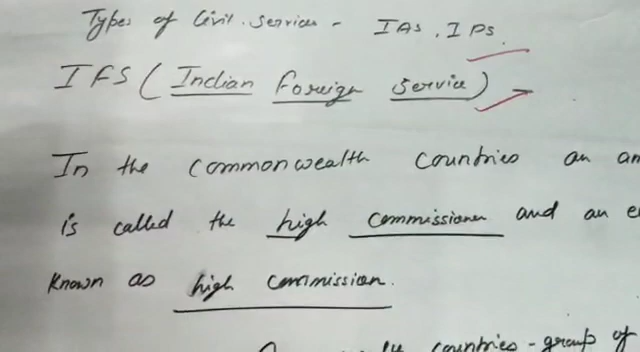 Types of Civil Services - IAS, IPS.
IFS (Indian Foreign Service)
In the commonwealth countries an am
is called the high commissioner and an e
known as high commission.
countries - group of